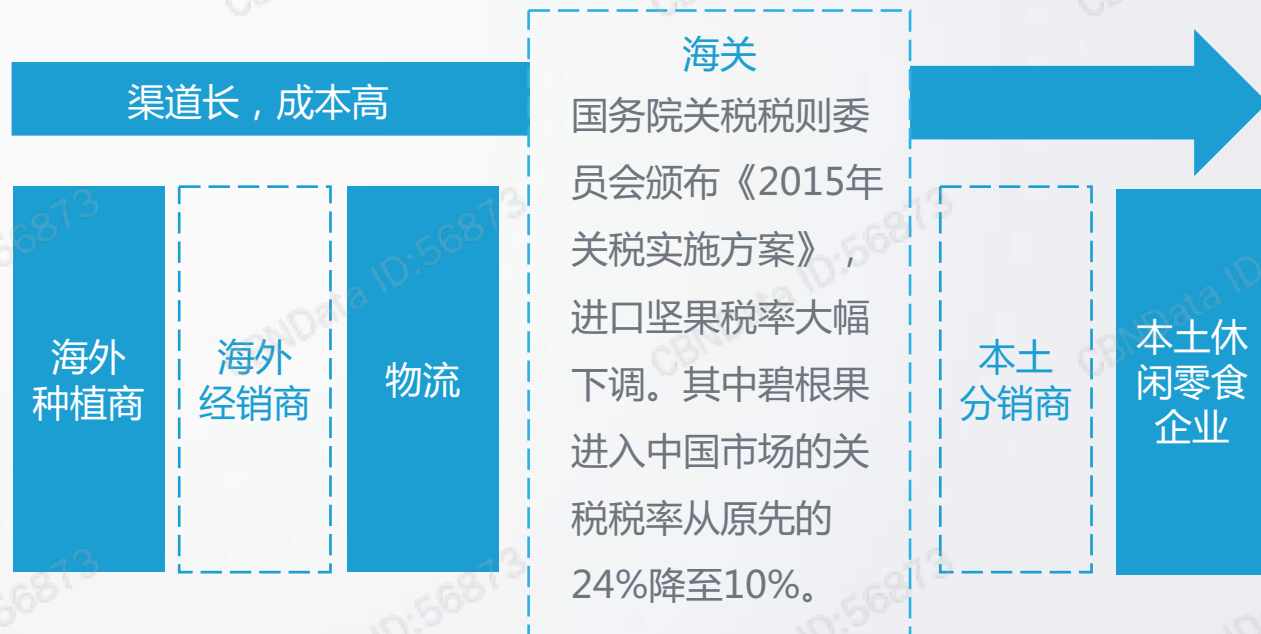 渠道长，成本高
海关
国务院关税税则委
员会颁布《2015年
关税实施方案》，
进口坚果税率大幅
下调。其中碧根果
进入中国市场的关
税税率从原先的
24%降至10%。
海外
种植商
海外
经销商
物流
本土
分销商
本土休
闲零食
企业
CBNData ID:56873